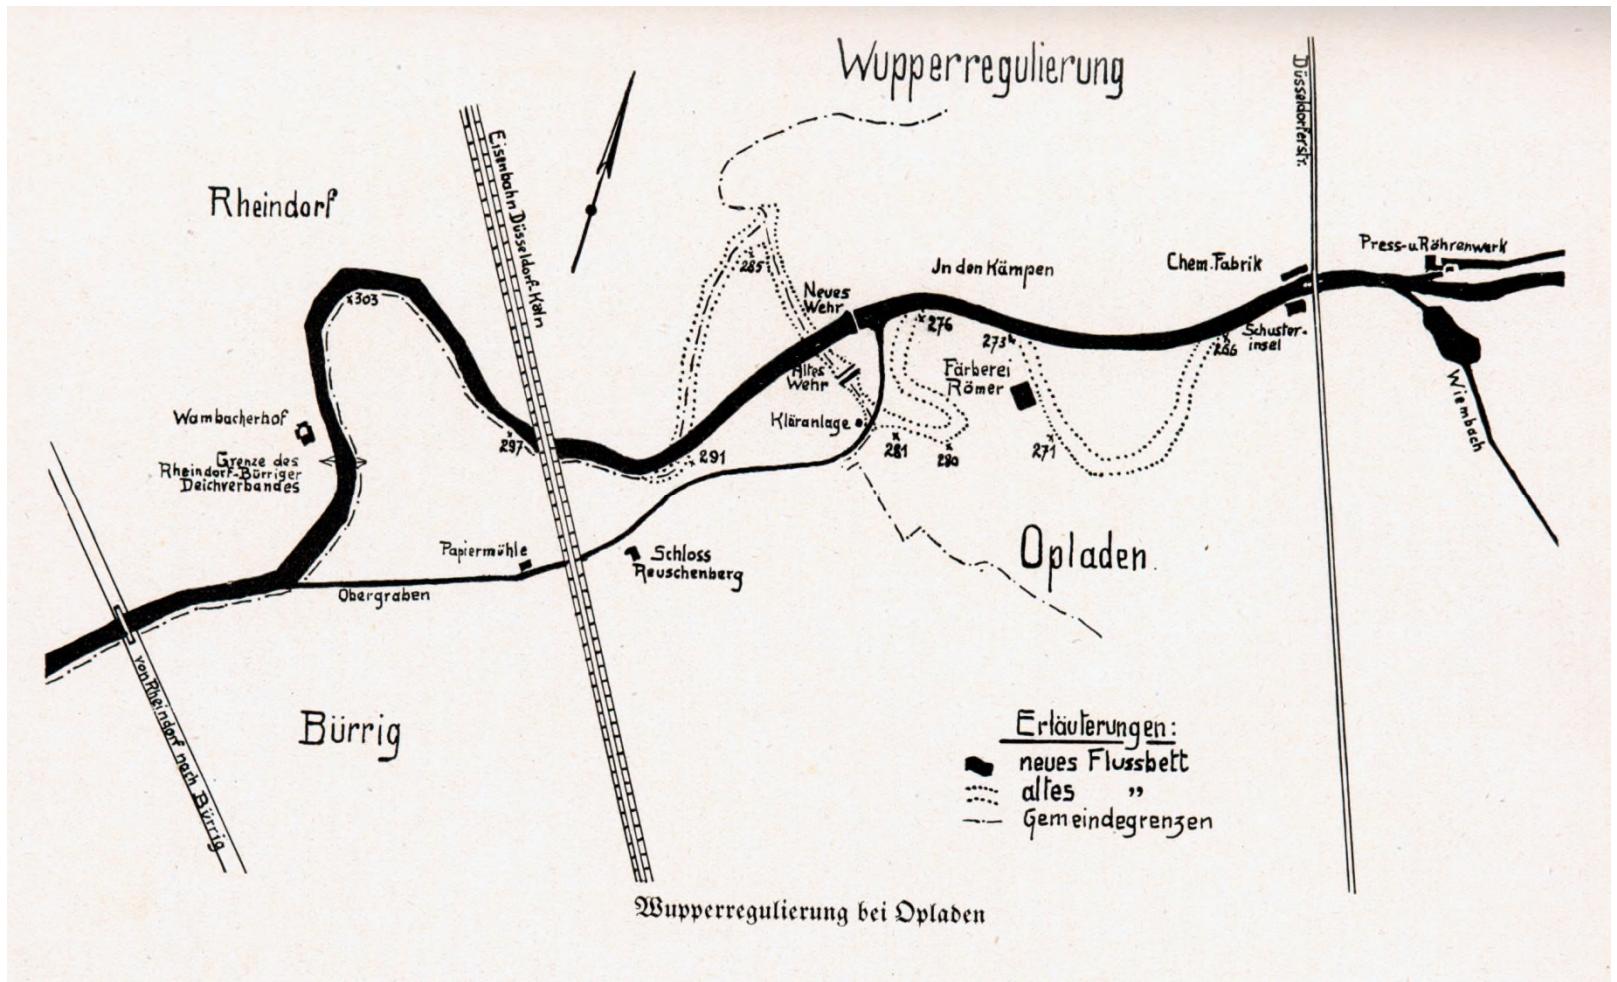 Wupperregulierung
Düsseldorferstr.
Eisenbahn Düsseldorf-Köln
Rheindorf
Press-u.Röhrenwerk
Chem.Fabrik
Jn den Kämpen
285
303
Neues
Wehr
276
273
Schuster-
insel
266
Altes
Wehr
Färberei
Römer
Wiembach
Wambacherhof
Kläranlage
297
291
281
280
271
Grenze des
Rheindorf-Bürriger
Deichverbandes
Papiermühle
Schloss
Reuschenberg
Opladen.
Obergraben
von Rheindorf nach Bürrig
Bürrig
Erläuterungen:
neues Flussbett
altes "
Gemeindegrenzen
Wupperregulierung bei Opladen